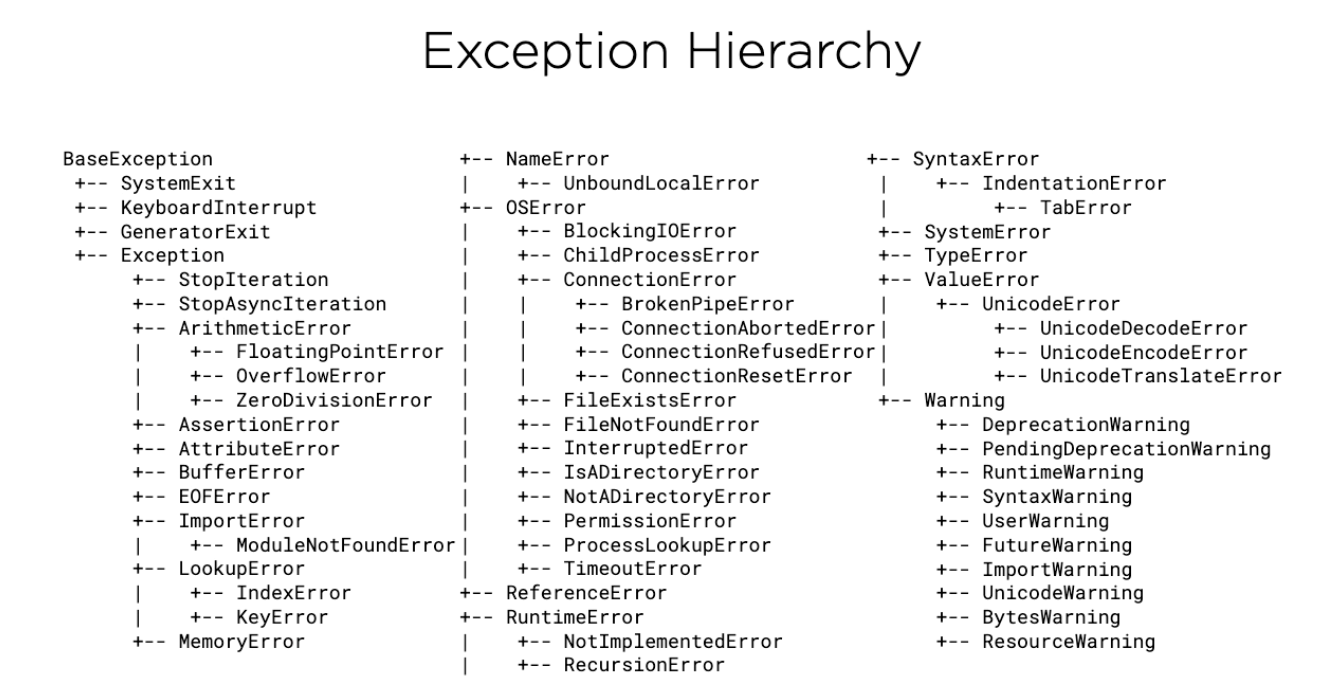 Exception Hierarchy
BaseException
 +-- SystemExit
 +-- KeyboardInterrupt
 +-- GeneratorExit
 +-- Exception
      +-- StopIteration
      +-- StopAsyncIteration
      +-- ArithmeticError
      |    +-- FloatingPointError
      |    +-- OverflowError
      |    +-- ZeroDivisionError
      +-- AssertionError
      +-- AttributeError
      +-- BufferError
      +-- EOFError
      +-- ImportError
      |    +-- ModuleNotFoundError
      +-- LookupError
      |    +-- IndexError
      |    +-- KeyError
      +-- MemoryError
+-- NameError
|    +-- UnboundLocalError
+-- OSError
|    +-- BlockingIOError
|    +-- ChildProcessError
|    +-- ConnectionError
|    |    +-- BrokenPipeError
|    |    +-- ConnectionAbortedError
|    |    +-- ConnectionRefusedError
|    |    +-- ConnectionResetError
|    +-- FileExistsError
|    +-- FileNotFoundError
|    +-- InterruptedError
|    +-- IsADirectoryError
|    +-- NotADirectoryError
|    +-- PermissionError
|    +-- ProcessLookupError
|    +-- TimeoutError
+-- ReferenceError
+-- RuntimeError
|    +-- NotImplementedError
|    +-- RecursionError
+-- SyntaxError
 |    +-- IndentationError
 |         +-- TabError
 +-- SystemError
 +-- TypeError
 +-- ValueError
 |    +-- UnicodeError
 |         +-- UnicodeDecodeError
 |         +-- UnicodeEncodeError
 |         +-- UnicodeTranslateError
 +-- Warning
      +-- DeprecationWarning
      +-- PendingDeprecationWarning
      +-- RuntimeWarning
      +-- SyntaxWarning
      +-- UserWarning
      +-- FutureWarning
      +-- ImportWarning
      +-- UnicodeWarning
      +-- BytesWarning
      +-- ResourceWarning